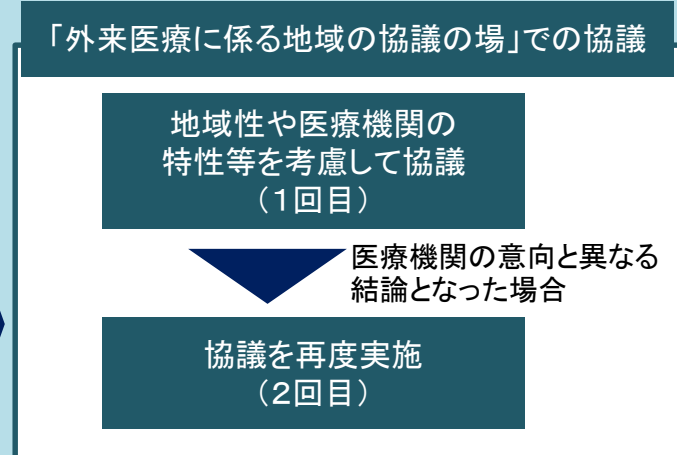 「外来医療に係る地域の協議の場」での協議
地域性や医療機関の
特性等を考慮して協議
（１回目）
医療機関の意向と異なる
結論となった場合
協議を再度実施
（２回目）